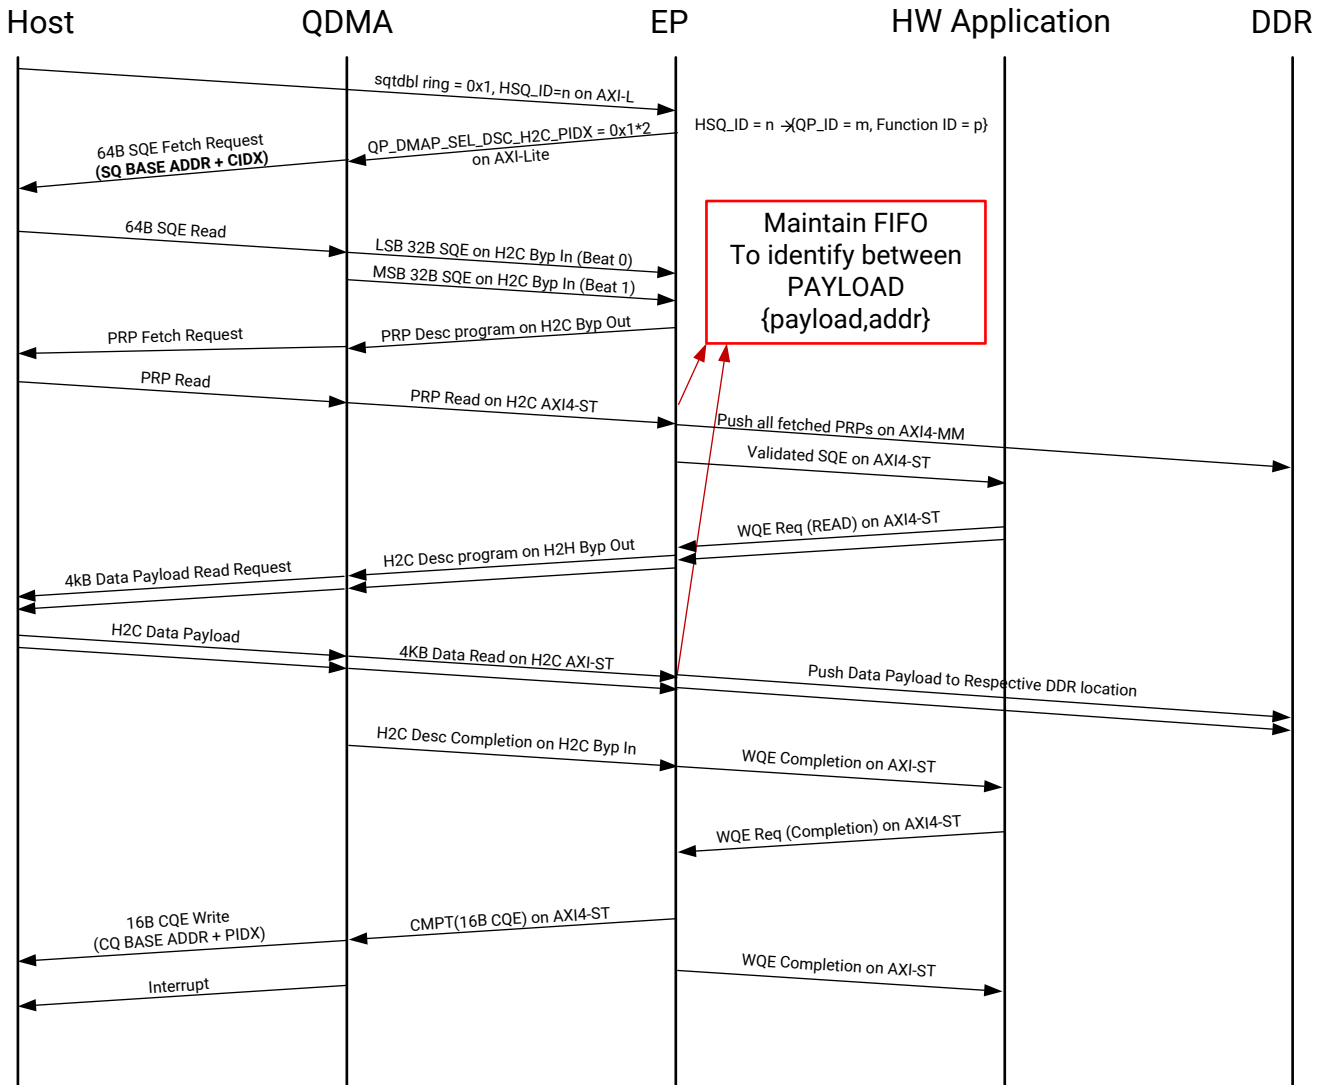 Host
QDMA
EP
HW Application
DDR
sqtdbl ring = 0x1, HSQ_ID=n on AXI-L
HSQ_ID = n →{QP_ID = m, Function ID = p}
QP_DMAP_SEL_DSC_H2C_PIDX = 0x1*2
on AXI-Lite
64B SQE Fetch Request
(SQ BASE ADDR + CIDX)
64B SQE Read
LSB 32B SQE on H2C Byp In (Beat 0)
MSB 32B SQE on H2C Byp In (Beat 1)
Maintain FIFO
To identify between
PAYLOAD
{payload,addr}
PRP Desc program on H2C Byp Out
PRP Fetch Request
PRP Read
PRP Read on H2C AXI4-ST
Push all fetched PRPs on AXI4-MM
Validated SQE on AXI4-ST
WQE Req (READ) on AXI4-ST
H2C Desc program on H2H Byp Out
4kB Data Payload Read Request
H2C Data Payload
4KB Data Read on H2C AXI-ST
Push Data Payload to Respective DDR location
H2C Desc Completion on H2C Byp In
WQE Completion on AXI-ST
WQE Req (Completion) on AXI4-ST
CMPT(16B CQE) on AXI4-ST
16B CQE Write
(CQ BASE ADDR + PIDX)
WQE Completion on AXI-ST
Interrupt